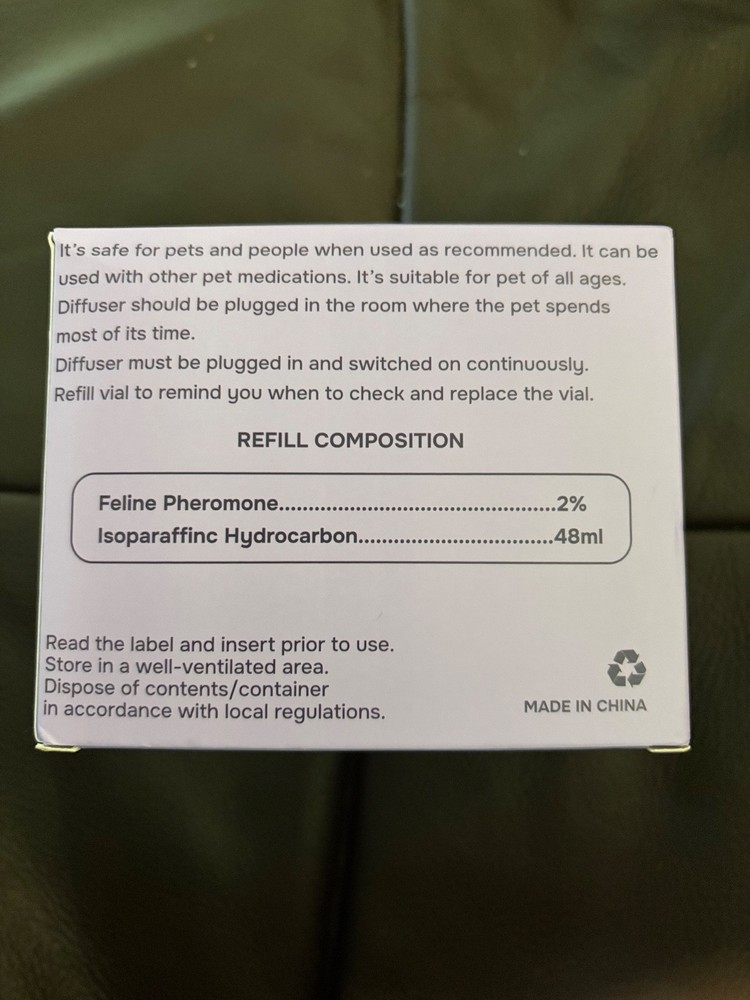 It's safe for pets and people when used as recommended. It can be
used with other pet medications. It's suitable for pet of all ages.
Diffuser should be plugged in the room where the pet spends
most of its time.
Diffuser must be plugged in and switched on continuously.
Refill vial to remind you when to check and replace the vial.
REFILL COMPOSITION
Feline Pheromone..................................................2%
Isoparaffinc Hydrocarbon...................................48ml
Read the label and insert prior to use.
Store in a well-ventilated area.
Dispose of contents/container
in accordance with local regulations.
MADE IN CHINA